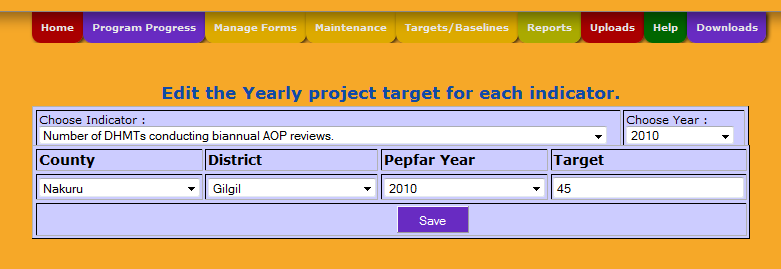 Home Program Progress Manage Forms Maintenance Targets/Baselines Reports Uploads Help Downloads
Edit the Yearly project target for each indicator.
Choose Indicator : Choose Year :
Number of DHMTs conducting biannual AOP reviews. 2010
County District Pepfar Year Target
Nakuru Gilgil 2010 45
Save